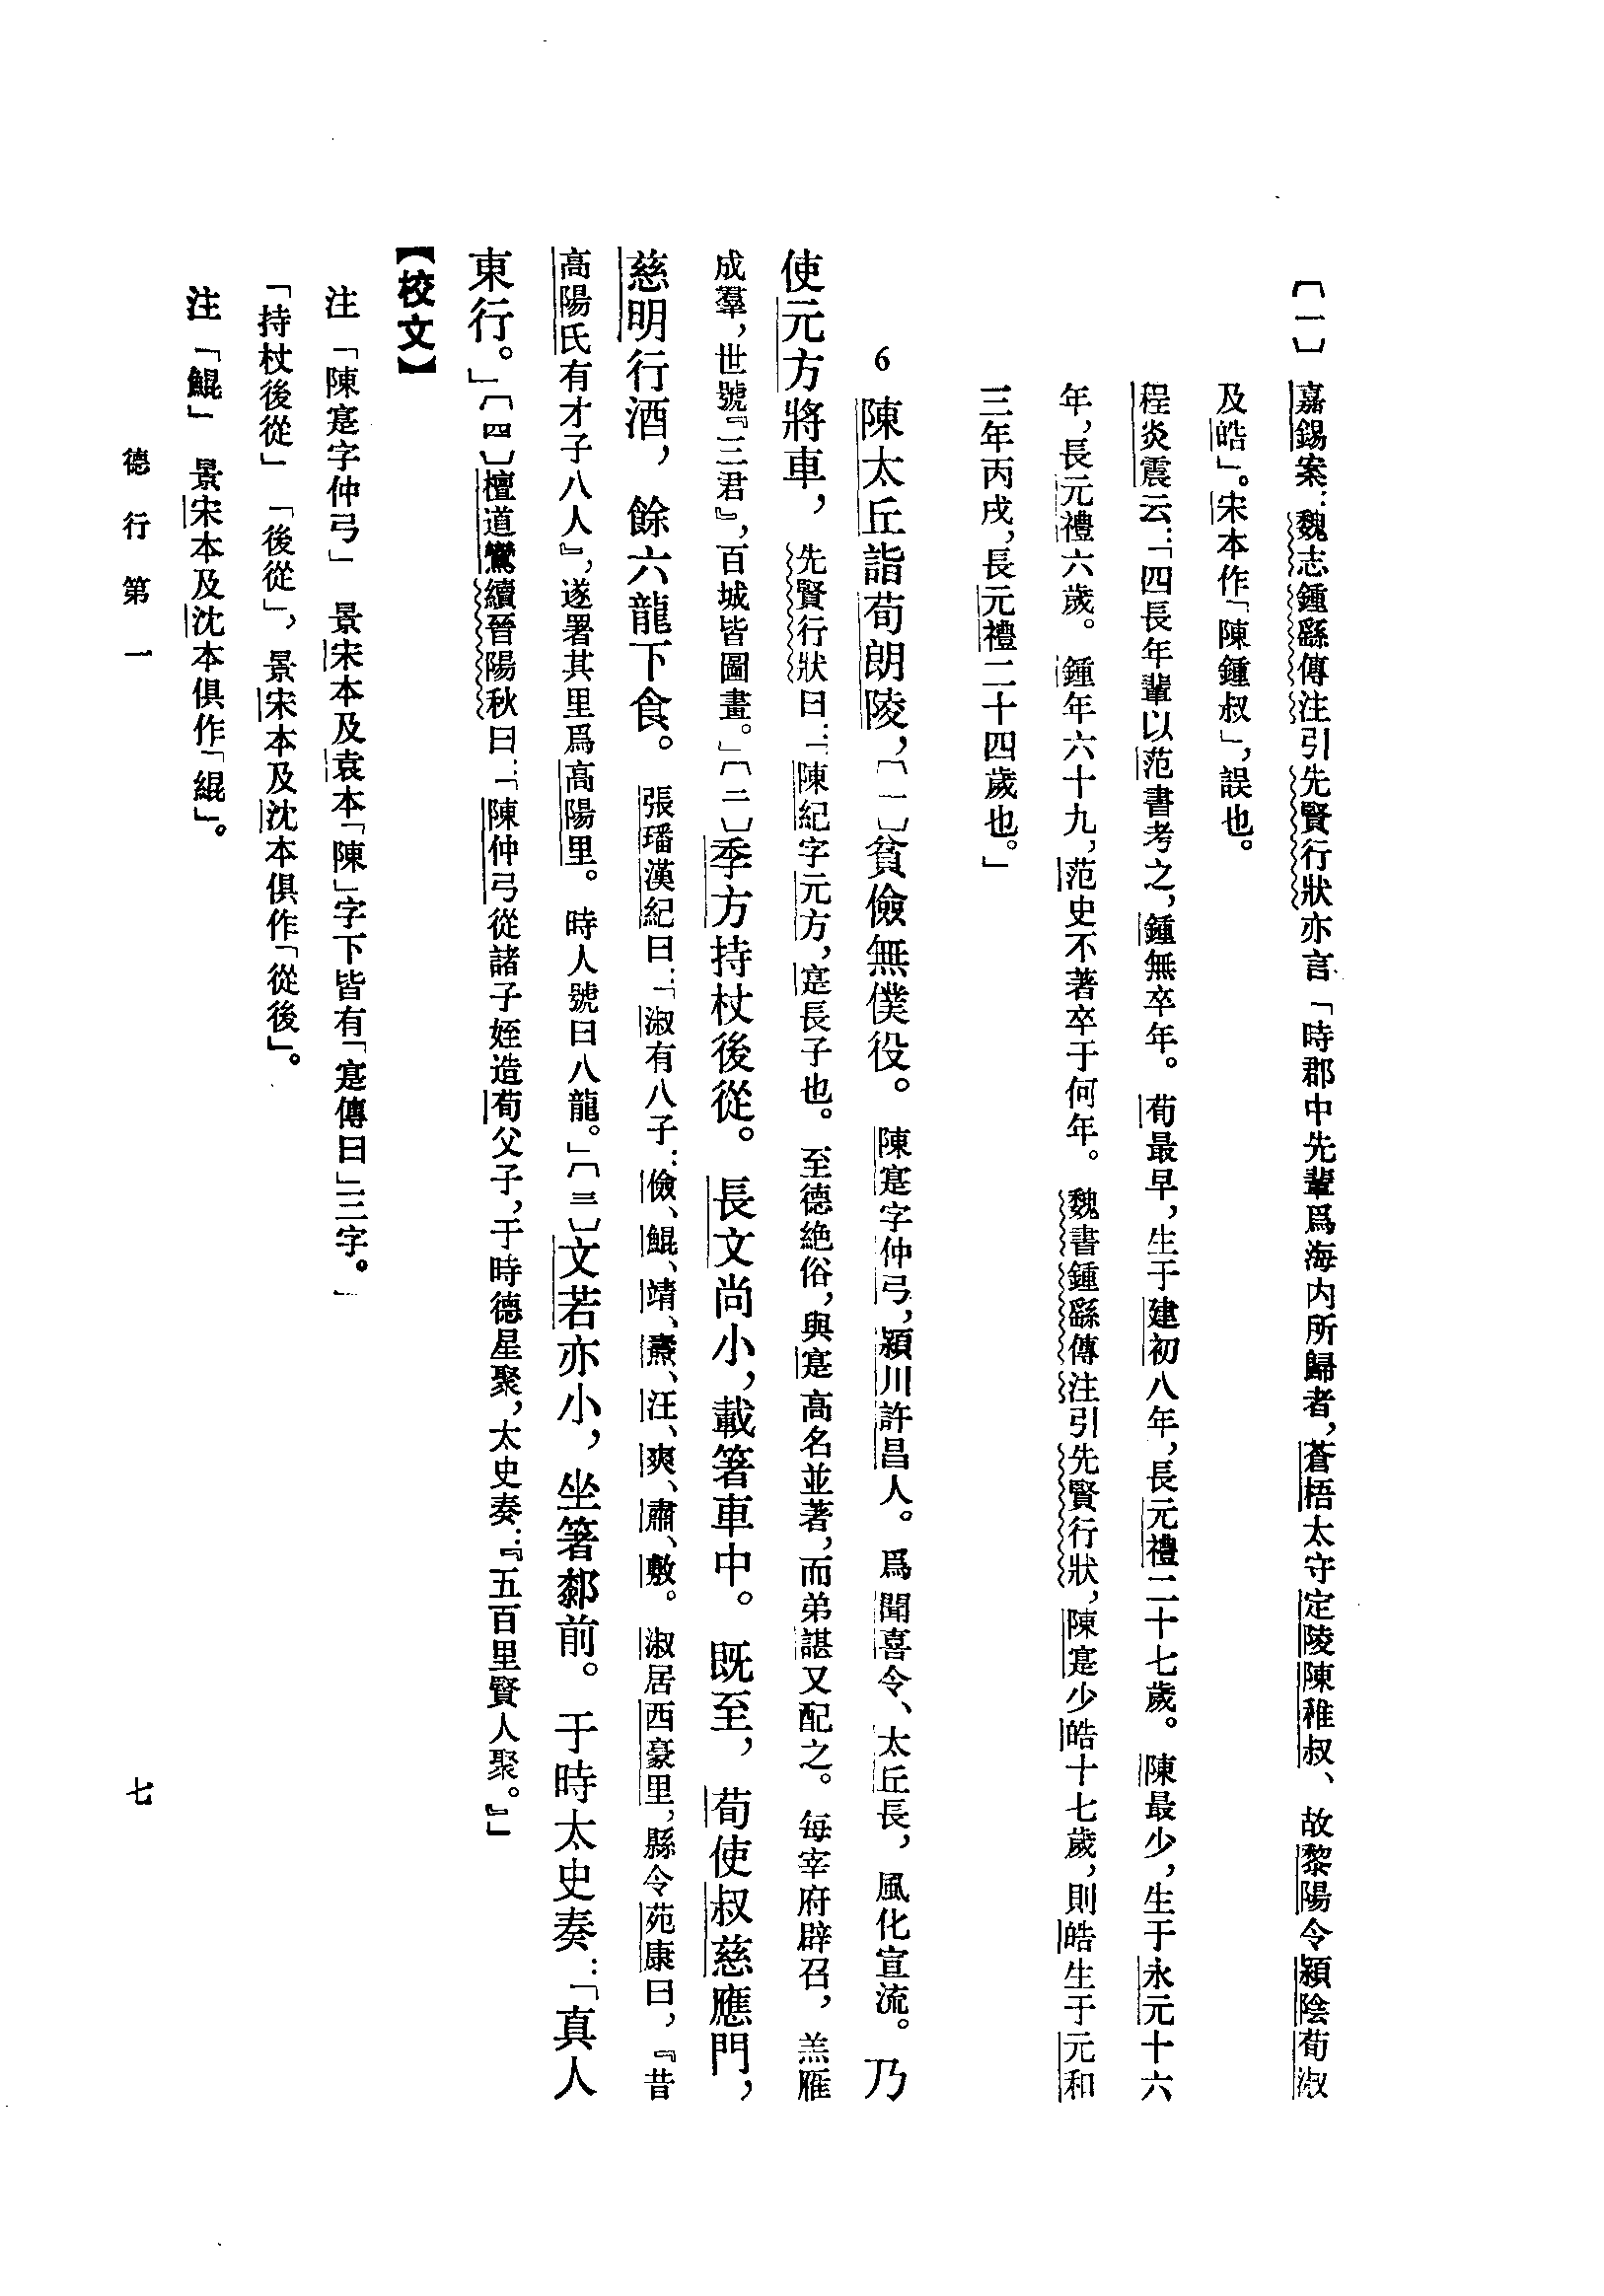 〔一〕嘉錫案：魏志鍾繇傳注引先賢行狀亦言「時郡中先輩爲海內所歸者，蒼梧太守定陵陳稚叔、故黎陽令潁陰荀淑
及皓」。宋本作「陳鍾叔」，誤也。
程炎震云：「四長年輩以范書考之，鍾無卒年。荀最早，生于建初八年，長元禮二十七歲。陳最少，生于永元十六
年，長元禮六歲。鍾年六十九，范史不著卒于何年。魏書鍾繇傳注引先賢行狀，陳寔少皓十七歲，則皓生于元和
三年丙戌，長元禮二十四歲也。」
6 陳太丘詣荀朗陵，〔一〕貧儉無僕役。陳寔字仲弓，潁川許昌人。爲聞喜令、太丘長，風化宣流。乃
使元方將車，先賢行狀曰：「陳紀字元方，寔長子也。至德絶俗，與寔高名並著，而弟諶又配之。每宰府辟召，羔雁
成羣，世號『三君』，百城皆圖畫。」〔二〕季方持杖後從。長文尚小，載箸車中。既至，荀使叔慈應門，
慈明行酒，餘六龍下食。張璠漢紀曰：「淑有八子：儉、鯤、靖、燾、汪、爽、肅、敷。淑居西豪里，縣令苑康曰，『昔
高陽氏有才子八人』，遂署其里爲高陽里。時人號曰八龍。」〔三〕文若亦小，坐箸郄前。于時太史奏：「真人
東行。」〔四〕檀道鸞續晉陽秋曰：「陳仲弓從諸子姪造荀父子，于時德星聚，太史奏：『五百里賢人聚。』」
【校文】
注「陳寔字仲弓」　景宋本及袁本「陳」字下皆有「寔傳曰」三字。
「持杖後從」　「後從」，景宋本及沈本俱作「從後」。
注「鯤」　景宋本及沈本俱作「緄」。
德行第一
七